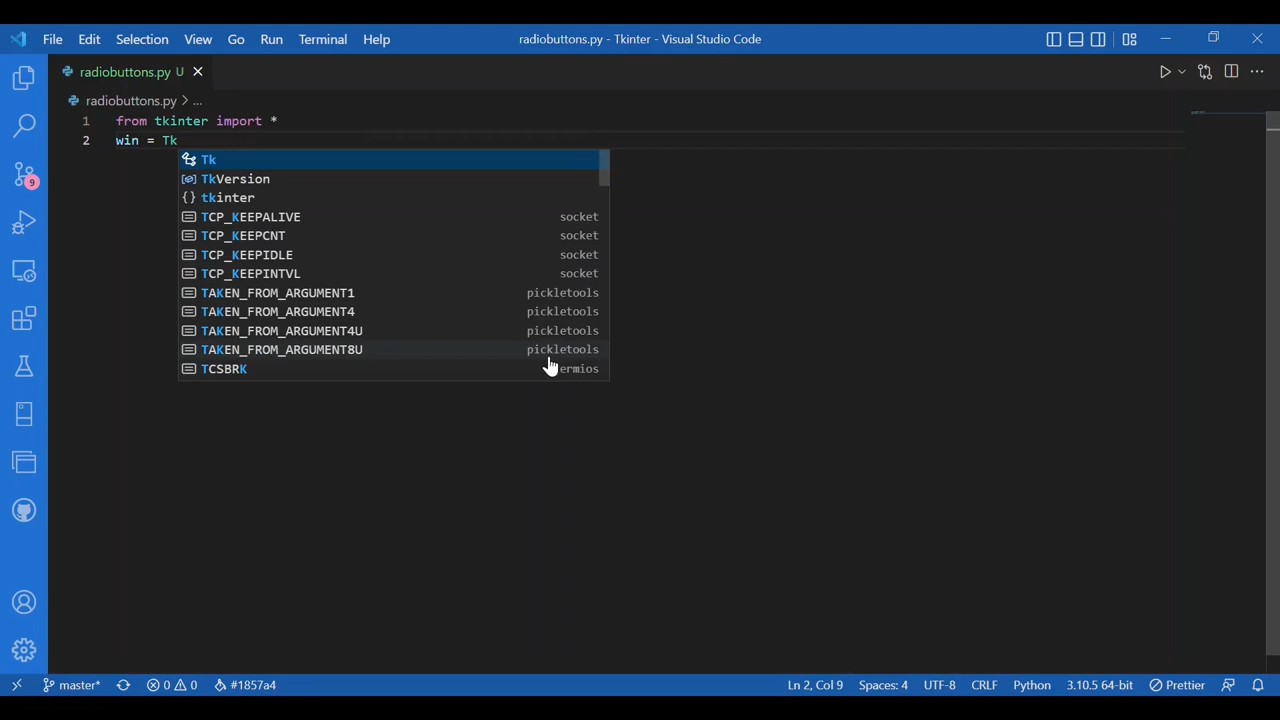 File Edit Selection View Go Run Terminal Help radiobuttons.py - Tkinter - Visual Studio Code
radiobuttons.py U
radiobuttons.py > ...
1 from tkinter import *
2 win = Tk
Tk
TkVersion
{} tkinter
TCP_KEEPALIVE socket
TCP_KEEPCNT socket
TCP_KEEPIDLE socket
TCP_KEEPINTVL socket
TAKEN_FROM_ARGUMENT1 pickletools
TAKEN_FROM_ARGUMENT4 pickletools
TAKEN_FROM_ARGUMENT4U pickletools
TAKEN_FROM_ARGUMENT8U pickletools
TCSBRK ermios
9
master* 0 0 #1857a4 Ln 2, Col 9 Spaces: 4 UTF-8 CRLF Python 3.10.5 64-bit Prettier